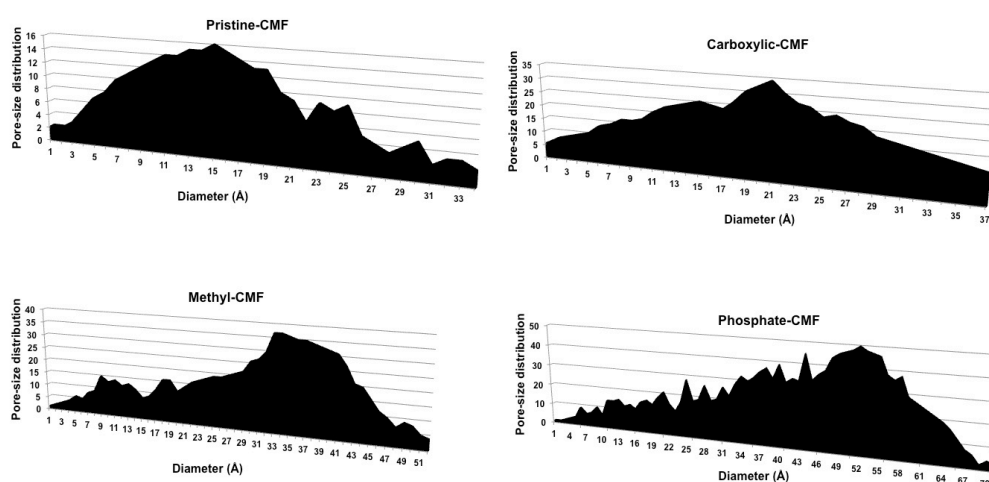 Pristine-CMF
Pore-size distribution
16
14
12
10
8
6
4
2
0
1 3 5 7 9 11 13 15 17 19 21 23 25 27 29 31 33
Diameter (Å)
Carboxylic-CMF
Pore-size distribution
35
30
25
20
15
10
5
0
1 3 5 7 9 11 13 15 17 19 21 23 25 27 29 31 33 35 37
Diameter (Å)
Methyl-CMF
Pore-size distribution
40
35
30
25
20
15
10
5
0
1 3 5 7 9 11 13 15 17 19 21 23 25 27 29 31 33 35 37 39 41 43 45 47 49 51
Diameter (Å)
Phosphate-CMF
Pore-size distribution
50
40
30
20
10
0
1 4 7 10 13 16 19 22 25 28 31 34 37 40 43 46 49 52 55 58 61 64 67
Diameter (Å)